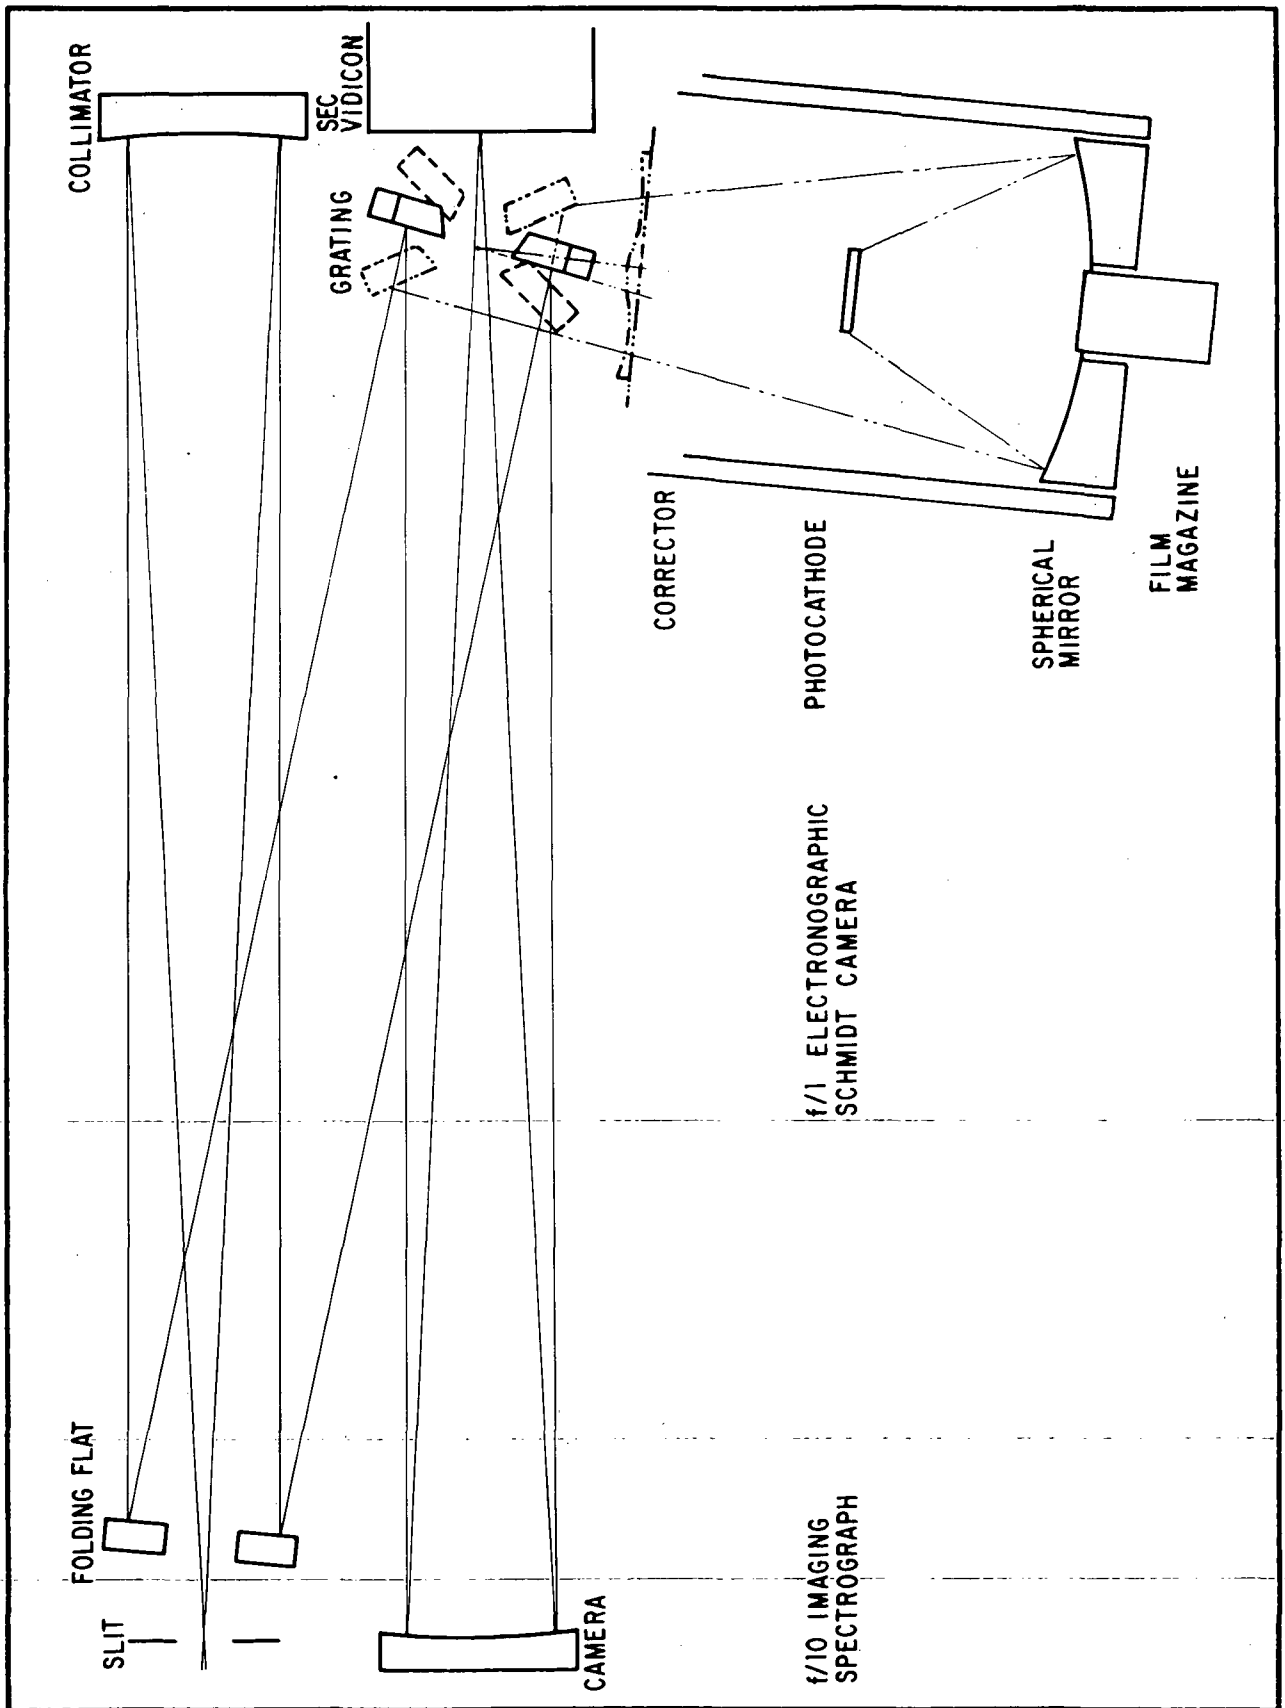 SLIT
FOLDING FLAT
COLLIMATOR
GRATING
SEC
VIDICON
CAMERA
CORRECTOR
f/10 IMAGING
SPECTROGRAPH
f/1 ELECTRONOGRAPHIC
SCHMIDT CAMERA
PHOTOCATHODE
SPHERICAL
MIRROR
FILM
MAGAZINE